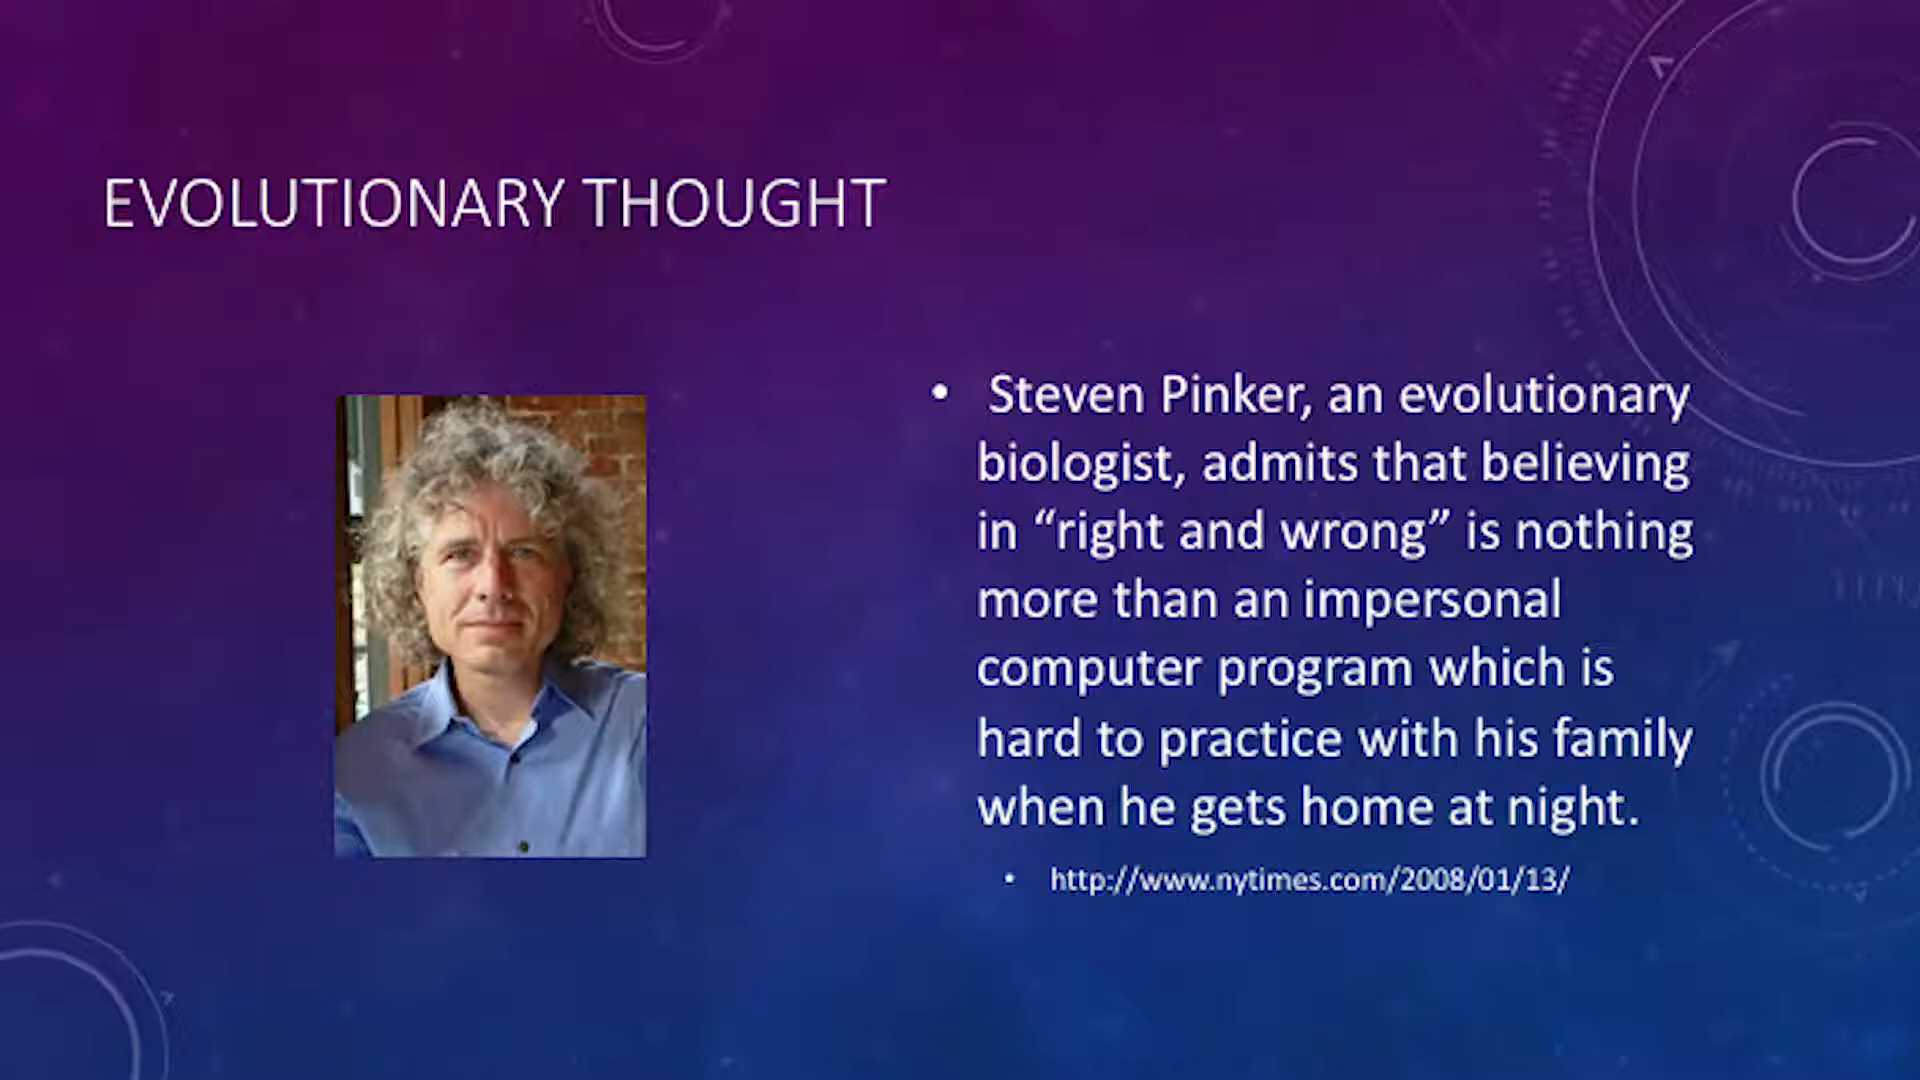 EVOLUTIONARY THOUGHT
• Steven Pinker, an evolutionary
biologist, admits that believing
in “right and wrong” is nothing
more than an impersonal
computer program which is
hard to practice with his family
when he gets home at night.
• http://www.nytimes.com/2008/01/13/